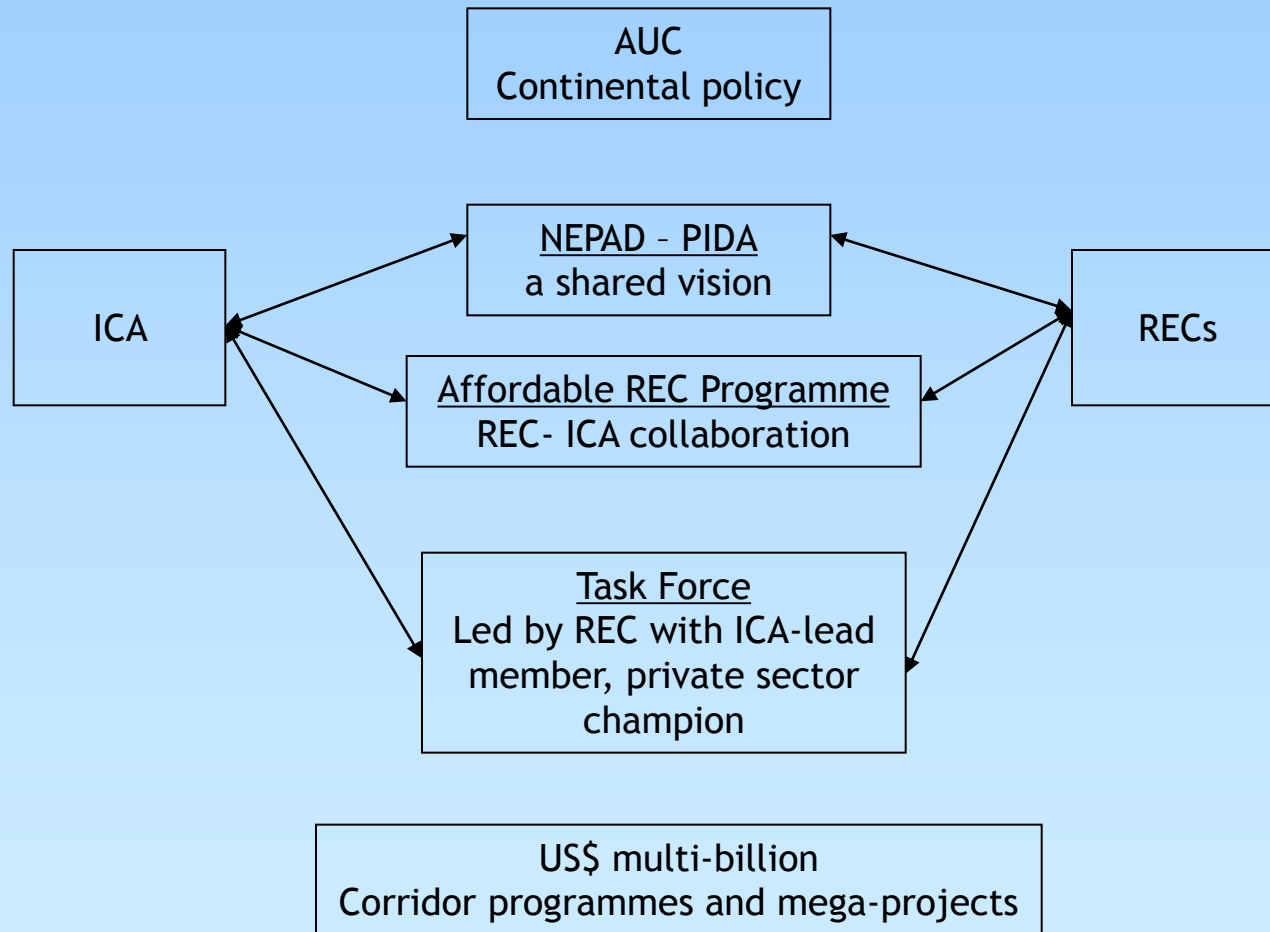 AUC
Continental policy
NEPAD – PIDA
a shared vision
ICA
RECs
Affordable REC Programme
REC- ICA collaboration
Task Force
Led by REC with ICA-lead
member, private sector
champion
US$ multi-billion
Corridor programmes and mega-projects